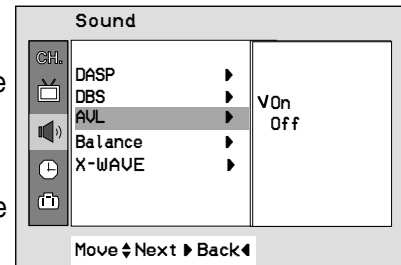 Sound
CH.
DASP
DBS
AVL
Balance
X-WAVE
VOn
Off
Move Next Back
e
e